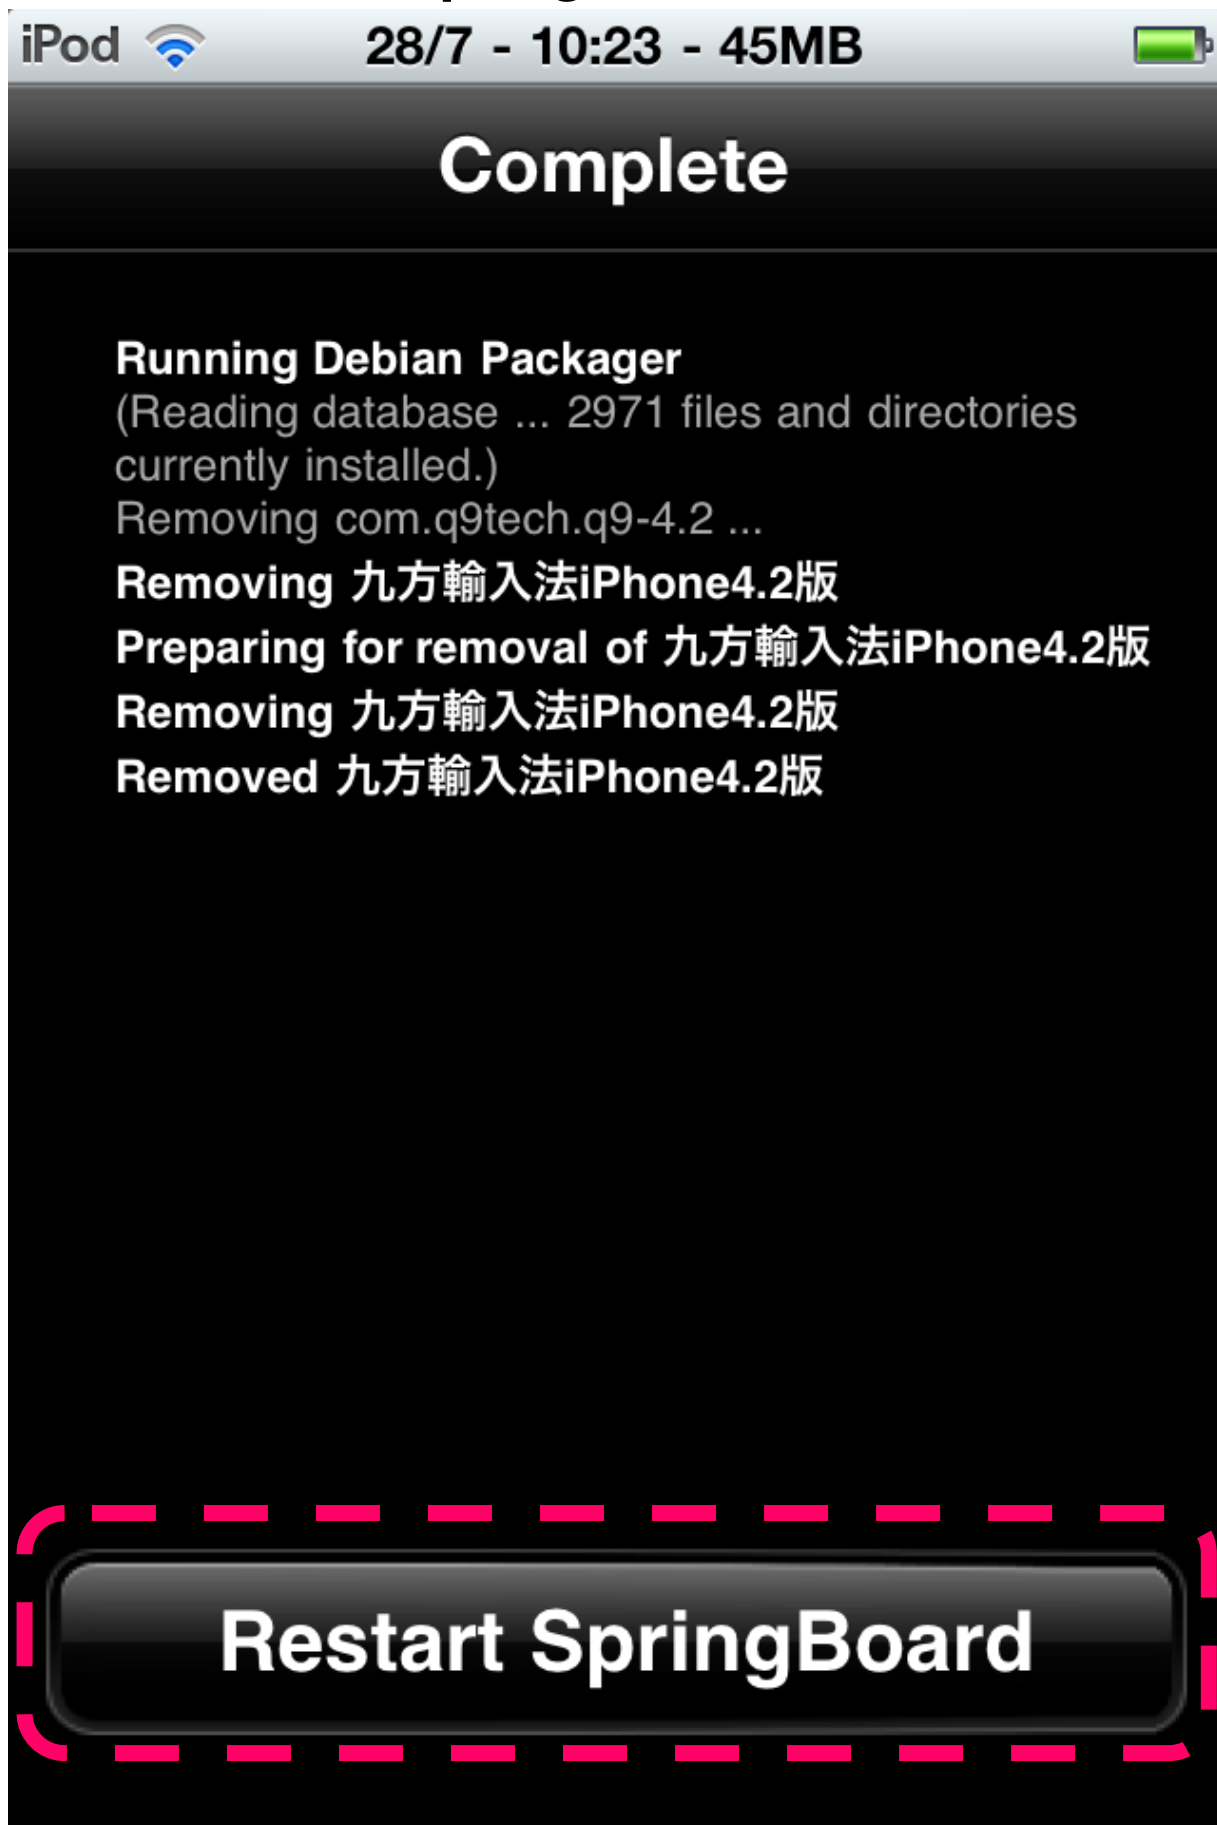 iPod 28/7 - 10:23 - 45MB
Complete
Running Debian Packager
(Reading database ... 2971 files and directories
currently installed.)
Removing com.q9tech.q9-4.2 ...
Removing 九方輸入法iPhone4.2版
Preparing for removal of 九方輸入法iPhone4.2版
Removing 九方輸入法iPhone4.2版
Removed 九方輸入法iPhone4.2版
Restart SpringBoard